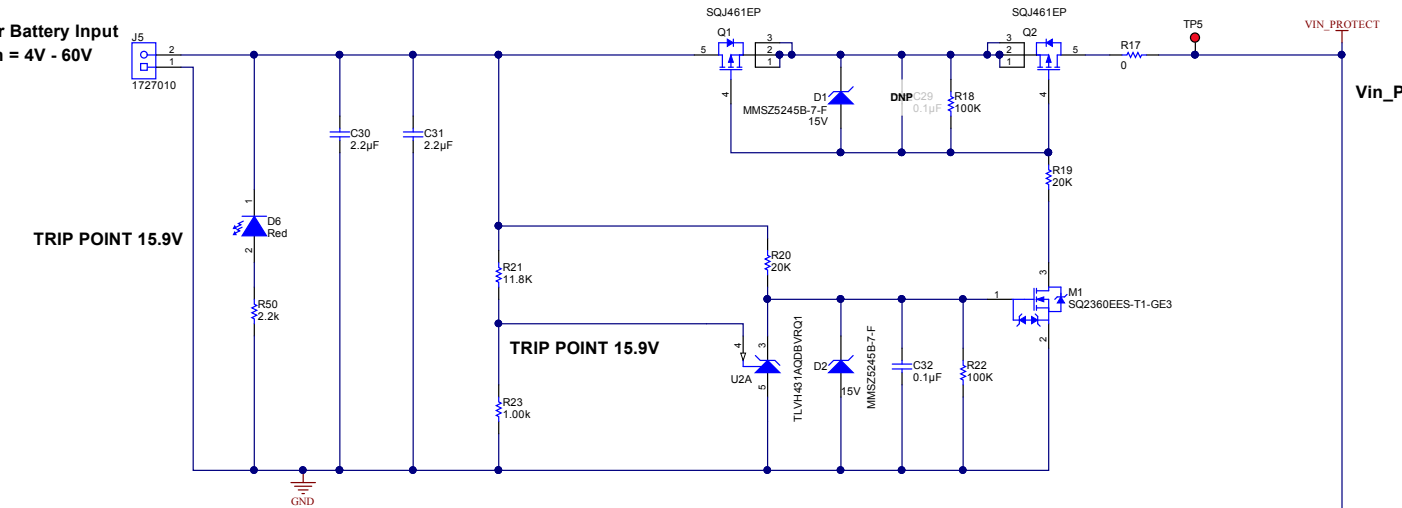 r Battery Input
n = 4V - 60V
J5
2
1
1727010
SQJ461EP
Q1
5
3
2
1
4
SQJ461EP
Q2
3
2
1
5
4
R17
0
TP5
VIN_PROTECT
Vin_P
D1
MMSZ5245B-7-F
15V
DNP
C29
0.1µF
R18
100K
C30
2.2µF
C31
2.2µF
R19
20K
1
D6
Red
2
TRIP POINT 15.9V
R50
2.2k
R21
11.8K
R20
20K
TRIP POINT 15.9V
R23
1.00k
4
3
5
U2A
TLVH431AQDBVRQ1
D2
15V
MMSZ5245B-7-F
C32
0.1µF
R22
100K
1
3
M1
SQ2360EES-T1-GE3
2
GND